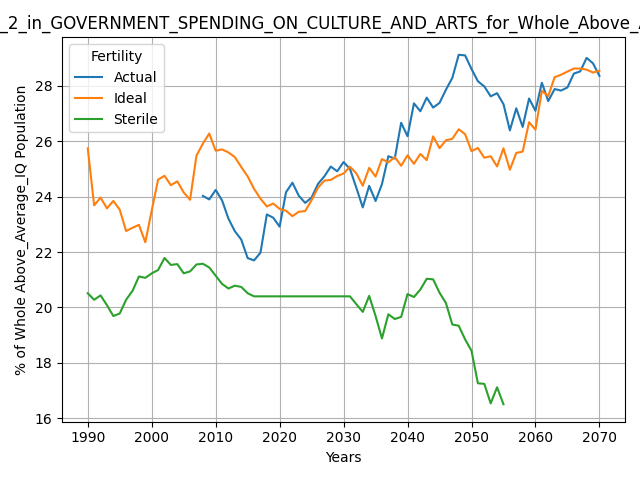 _2_in_GOVERNMENT_SPENDING_ON_CULTURE_AND_ARTS_for_Whole_Above_
Fertility
Actual
Ideal
Sterile
% of Whole Above_Average_IQ Population
28
26
24
22
20
18
16
1990 2000 2010 2020 2030 2040 2050 2060 2070
Years